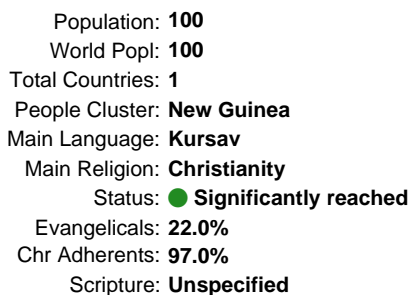 Population: 100
World Popl: 100
Total Countries: 1
People Cluster: New Guinea
Main Language: Kursav
Main Religion: Christianity
Status: Significantly reached
Evangelicals: 22.0%
Chr Adherents: 97.0%
Scripture: Unspecified